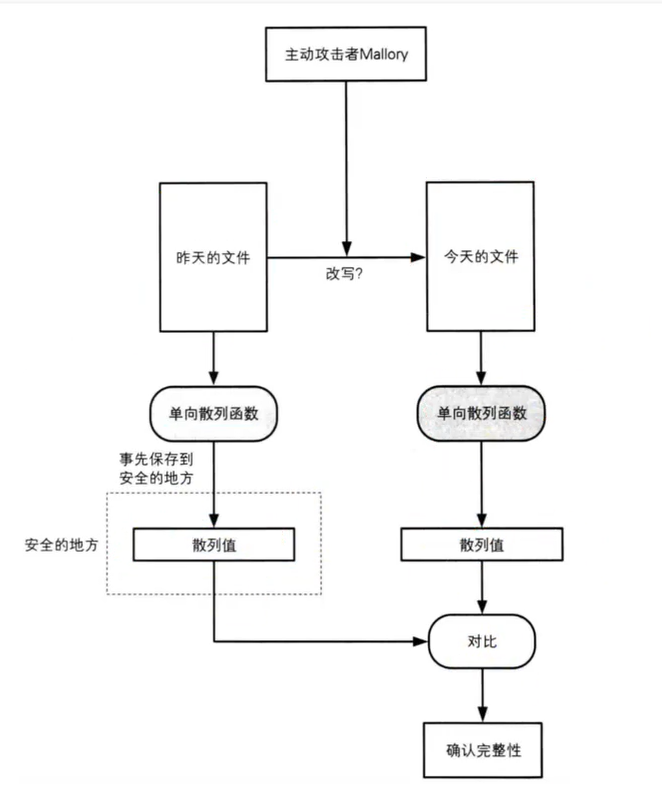 主动攻击者Mallory
昨天的文件
改写?
今天的文件
单向散列函数
单向散列函数
事先保存到
安全的地方
安全的地方
散列值
散列值
对比
确认完整性